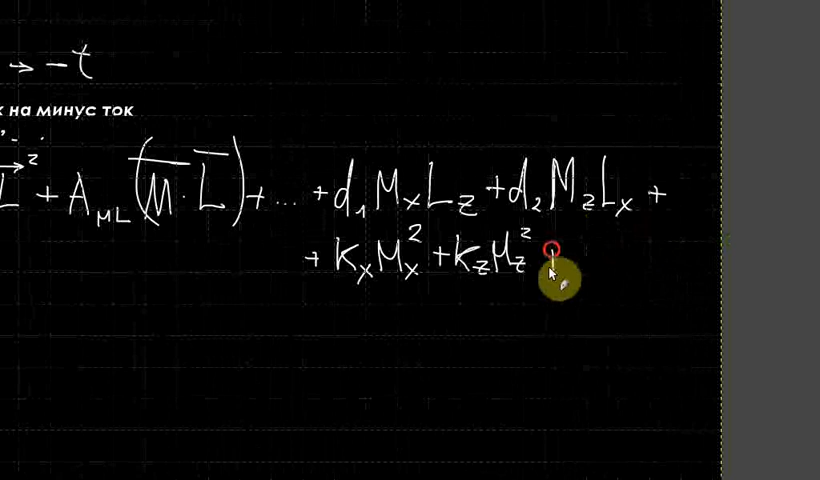 → -t
к на минус ток
L² + A_ML (M · L) + ... + d₁ M_x L_z + d₂ M_z L_x +
+ K_x M_x² + K_z M_z²